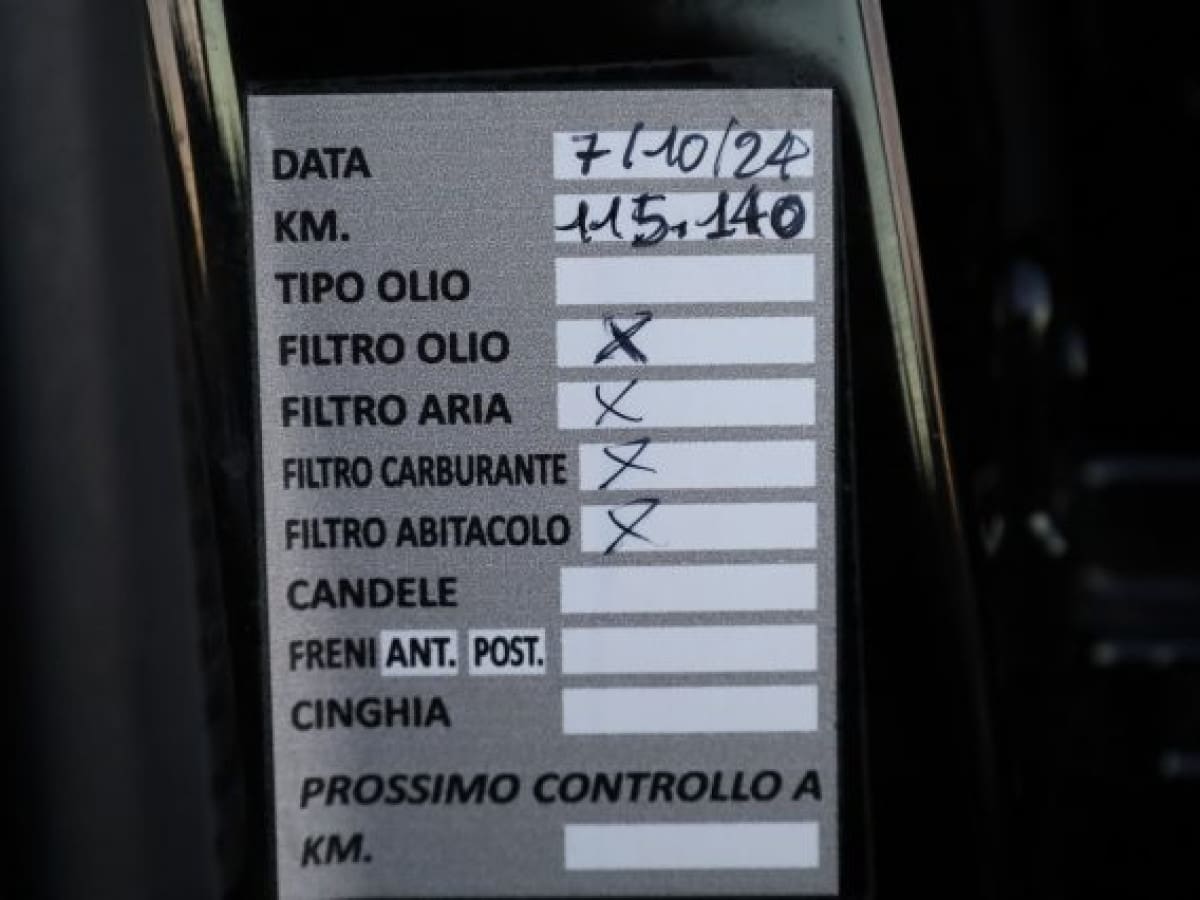 DATA 7/10/24
KM. 115.140
TIPO OLIO
FILTRO OLIO X
FILTRO ARIA X
FILTRO CARBURANTE X
FILTRO ABITACOLO X
CANDELE
FRENI ANT. POST.
CINGHIA
PROSSIMO CONTROLLO A
KM.